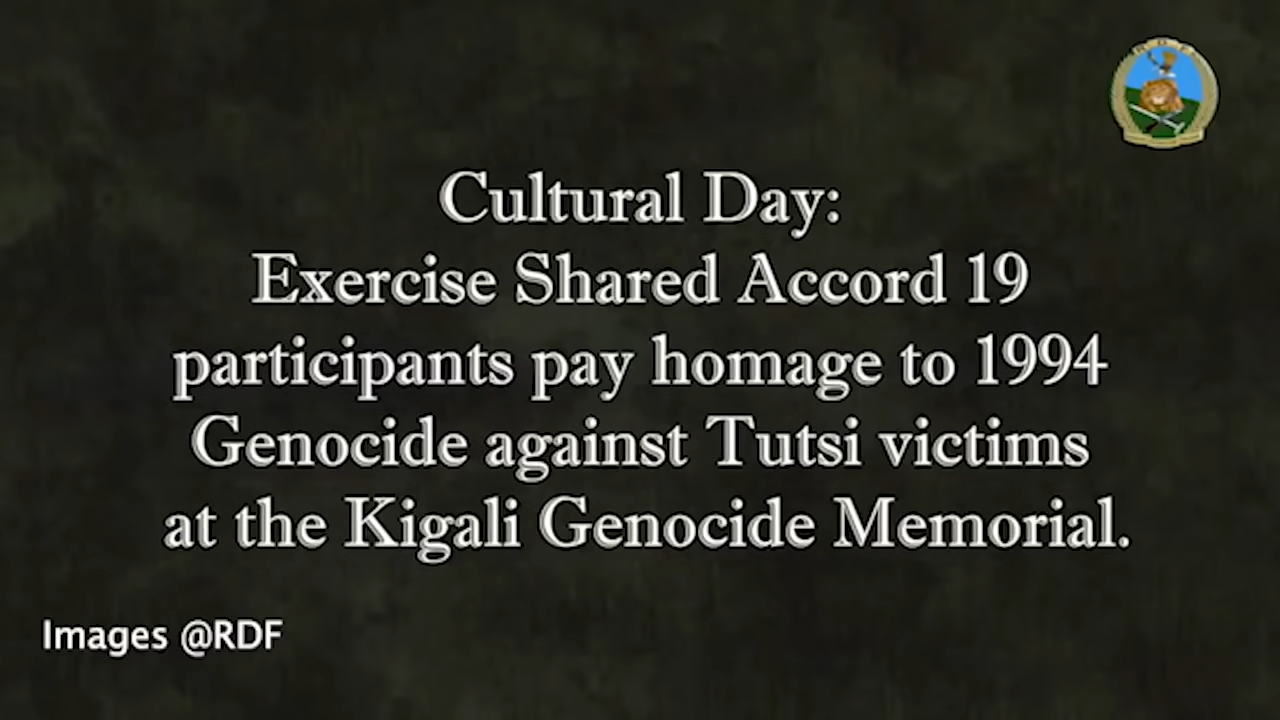 R D F
Cultural Day:
Exercise Shared Accord 19
participants pay homage to 1994
Genocide against Tutsi victims
at the Kigali Genocide Memorial.
Images @RDF